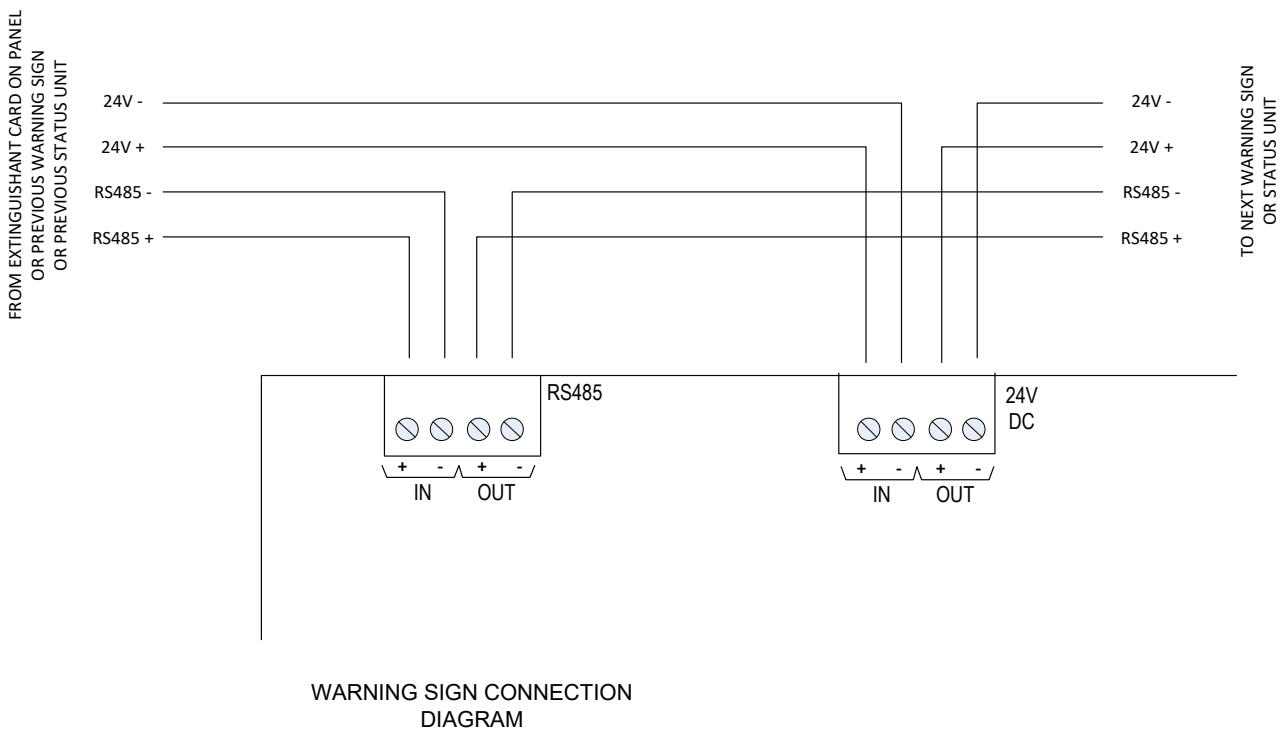 FROM EXTINGUISHANT CARD ON PANEL
OR PREVIOUS WARNING SIGN
OR PREVIOUS STATUS UNIT
24V -
24V +
RS485 -
RS485 +
24V -
24V +
RS485 -
RS485 +
TO NEXT WARNING SIGN
OR STATUS UNIT
RS485
+ - + -
IN OUT
24V
DC
+ - + -
IN OUT
WARNING SIGN CONNECTION
DIAGRAM